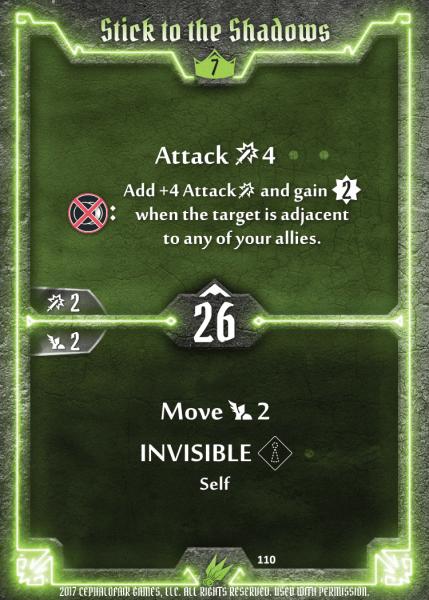 Stick to the Shadows
7
Attack 4
: Add +4 Attack and gain 2
when the target is adjacent
to any of your allies.
2
26
2
Move 2
INVISIBLE
Self
110
2017 CEPHALOFAIR GAMES, LLC. ALL RIGHTS RESERVED. USED WITH PERMISSION.